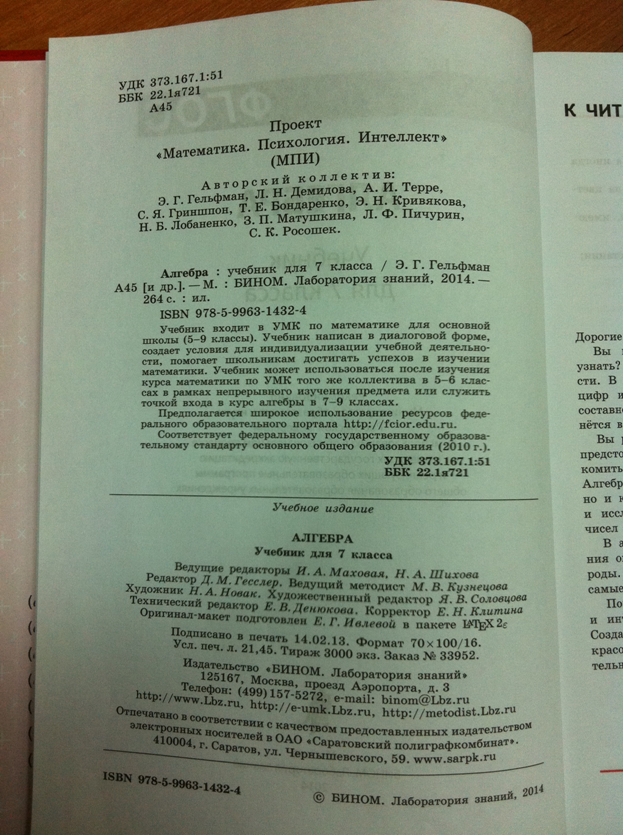 УДК 373.167.1:51
ББК 22.1я721
А45
ФГОС
Проект
«Математика. Психология. Интеллект»
(МПИ)
Авторский коллектив:
Э. Г. Гельфман, Л. Н. Демидова, А. И. Терре,
С. Я. Гриншпон, Т. Е. Бондаренко, Э. Н. Кривякова,
Н. Б. Лобаненко, З. П. Матушкина, Л. Ф. Пичурин,
С. К. Росошек.
Алгебра : учебник для 7 класса / Э. Г. Гельфман
А45 [и др.]. — М. : БИНОМ. Лаборатория знаний, 2014. —
264 с. : ил.
ISBN 978-5-9963-1432-4
Учебник входит в УМК по математике для основной
школы (5–9 классы). Учебник написан в диалоговой форме,
создает условия для индивидуализации учебной деятельно-
сти, помогает школьникам достигать успехов в изучении
математики. Учебник может использоваться после изучения
курса математики по УМК того же коллектива в 5–6 клас-
сах в рамках непрерывного изучения предмета или служить
точкой входа в курс алгебры в 7–9 классах.
Предполагается широкое использование ресурсов феде-
рального образовательного портала http://fcior.edu.ru.
Соответствует федеральному государственному образова-
тельному стандарту основного общего образования (2010 г.).
УДК 373.167.1:51
ББК 22.1я721
Учебное издание
АЛГЕБРА
Учебник для 7 класса
Ведущие редакторы И. А. Маховая, Н. А. Шихова
Редактор Д. М. Гесслер. Ведущий методист М. В. Кузнецова
Художник Н. А. Новак. Художественный редактор Я. В. Соловцова
Технический редактор Е. В. Денюкова. Корректор Е. Н. Клитина
Оригинал-макет подготовлен Е. Г. Ивлевой в пакете LaTeX 2ε
Подписано в печать 14.02.13. Формат 70×100/16.
Усл. печ. л. 21,45. Тираж 3000 экз. Заказ № 33952.
Издательство «БИНОМ. Лаборатория знаний»
125167, Москва, проезд Аэропорта, д. 3
Телефон: (499) 157-5272, e-mail: binom@Lbz.ru
http://www.Lbz.ru, http://e-umk.Lbz.ru, http://metodist.Lbz.ru
Отпечатано в соответствии с качеством предоставленных издательством
электронных носителей в ОАО «Саратовский полиграфкомбинат».
410004, г. Саратов, ул. Чернышевского, 59. www.sarpk.ru
ISBN 978-5-9963-1432-4
© БИНОМ. Лаборатория знаний, 2014
К ЧИТ
Дорогие
Вы
узнать?
сти. В
цифр и
составно
нётся в
Вы
предсто
комить
Алгебр
но и к
и иссл
чисел
В а
ния о
роды.
самые
По
и ин
Созда
красо
тельн